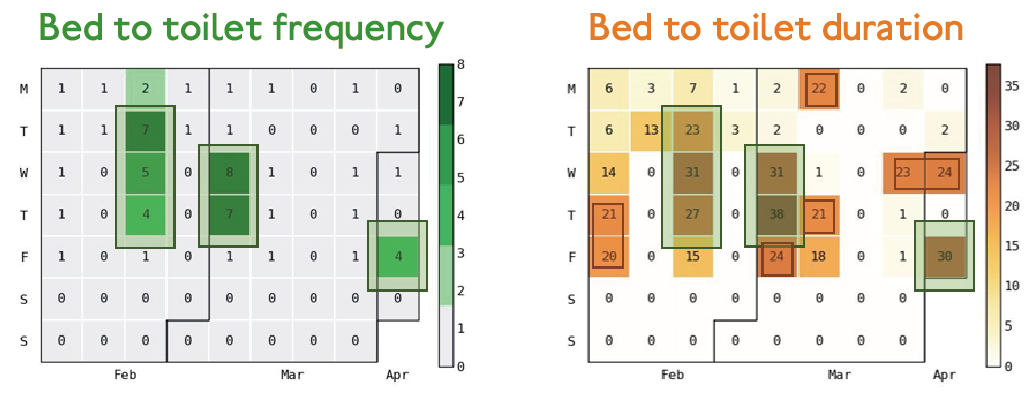 Bed to toilet frequency
M 1 1 2 1 1 1 0 1 0
T 1 1 7 1 1 0 0 0 1
W 1 0 5 0 8 1 0 1 1
T 1 0 4 0 7 1 0 1 0
F 1 0 1 0 1 1 0 1 4
S 0 0 0 0 0 0 0 0 0
S 0 0 0 0 0 0 0 0
Feb Mar Apr
8
7
6
5
4
3
2
1
0
Bed to toilet duration
M 6 3 7 1 2 22 0 2 0
T 6 13 23 3 2 0 0 0 2
W 14 0 31 0 31 1 0 23 24
T 21 0 27 0 38 21 0 1 0
F 20 0 15 0 24 18 0 1 30
S 0 0 0 0 0 0 0 0
S 0 0 0 0 0 0 0 0
Feb Mar Apr
35
30
25
20
15
10
5
0